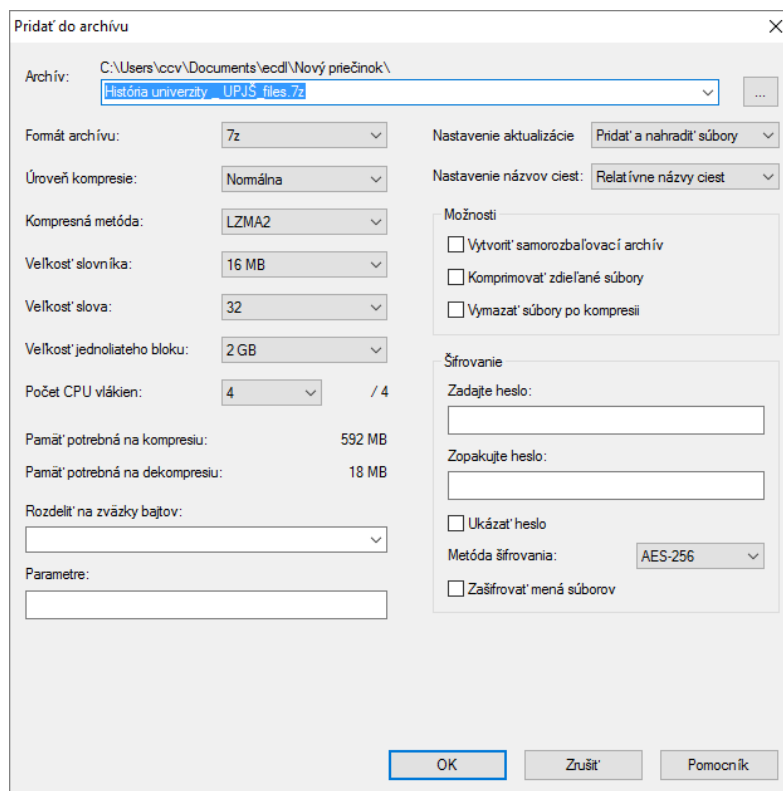 Pridať do archívu
Archív:
C:\Users\ccv\Documents\ecdl\Nový priečinok\
História univerzity _ UPJŠ_files.7z
...
Formát archívu:
7z
Úroveň kompresie:
Normálna
Kompresná metóda:
LZMA2
Veľkosť slovníka:
16 MB
Veľkosť slova:
32
Veľkosť jednoliateho bloku:
2 GB
Počet CPU vlákien:
4
/ 4
Pamäť potrebná na kompresiu:
592 MB
Pamäť potrebná na dekompresiu:
18 MB
Rozdeliť na zväzky bajtov:
Parametre:
Nastavenie aktualizácie
Pridať a nahradiť súbory
Nastavenie názvov ciest:
Relatívne názvy ciest
Možnosti
Vytvoriť samorozbaľovací archív
Komprimovať zdieľané súbory
Vymazať súbory po kompresii
Šifrovanie
Zadajte heslo:
Zopakujte heslo:
Ukázať heslo
Metóda šifrovania:
AES-256
Zašifrovať mená súborov
OK
Zrušiť
Pomocník